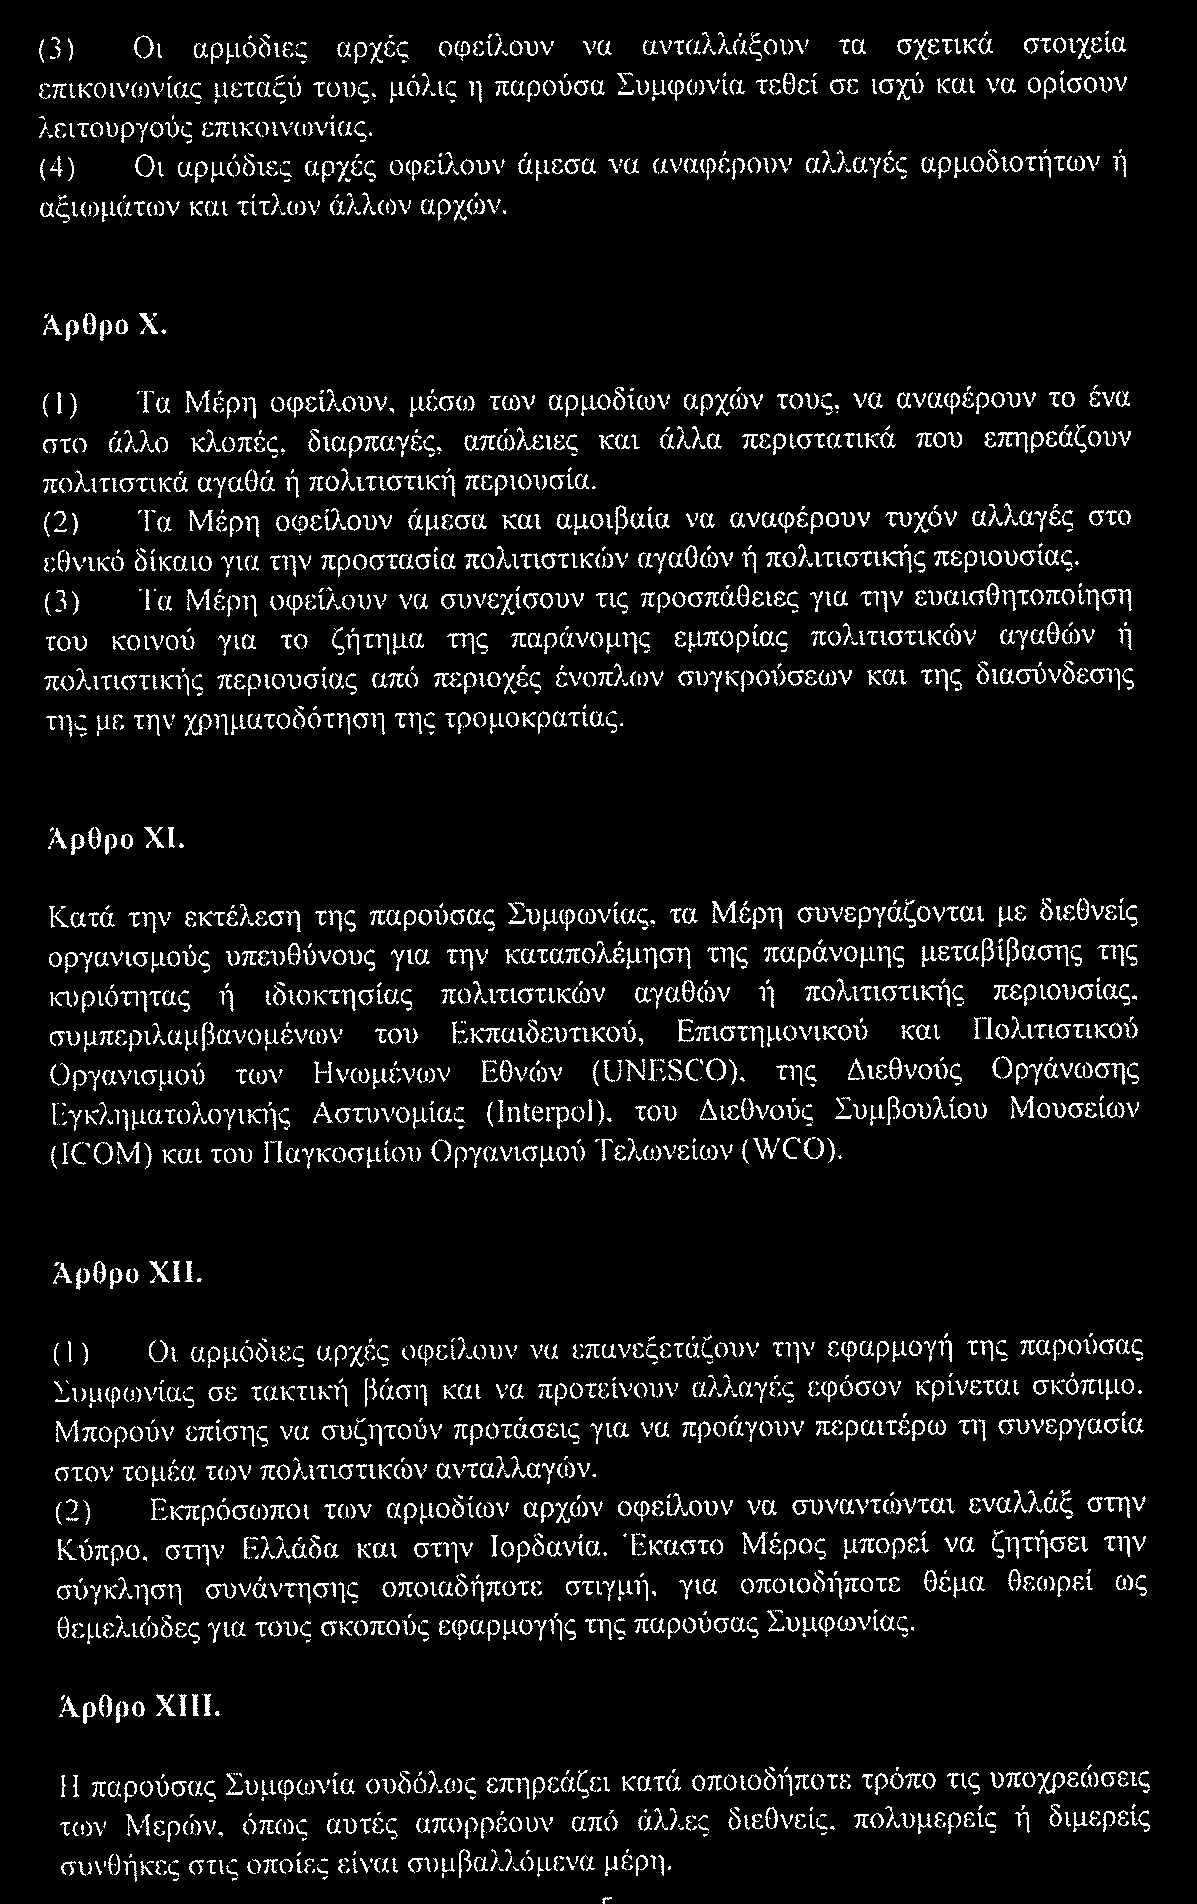 (3) Οι αρμόδιες αρχές οφείλουν να ανταλλάξουν τα σχετικά στοιχεία
επικοινωνίας μεταξύ τους, μόλις η παρούσα Συμφωνία τεθεί σε ισχύ και να ορίσουν
λειτουργούς επικοινωνίας.
(4) Οι αρμόδιες αρχές οφείλουν άμεσα να αναφέρουν αλλαγές αρμοδιοτήτων ή
αξιωμάτων και τίτλων άλλων αρχών.
Άρθρο X.
(1) Τα Μέρη οφείλουν, μέσω των αρμοδίων αρχών τους, να αναφέρουν το ένα
στο άλλο κλοπές, διαρπαγές, απώλειες και άλλα περιστατικά που επηρεάζουν
πολιτιστικά αγαθά ή πολιτιστική περιουσία.
(2) Τα Μέρη οφείλουν άμεσα και αμοιβαία να αναφέρουν τυχόν αλλαγές στο
εθνικό δίκαιο για την προστασία πολιτιστικών αγαθών ή πολιτιστικής περιουσίας.
(3) Τα Μέρη οφείλουν να συνεχίσουν τις προσπάθειες για την ευαισθητοποίηση
του κοινού για το ζήτημα της παράνομης εμπορίας πολιτιστικών αγαθών ή
πολιτιστικής περιουσίας από περιοχές ένοπλων συγκρούσεων και της διασύνδεσης
της με την χρηματοδότηση της τρομοκρατίας.
Άρθρο XI.
Κατά την εκτέλεση της παρούσας Συμφωνίας, τα Μέρη συνεργάζονται με διεθνείς
οργανισμούς υπευθύνους για την καταπολέμηση της παράνομης μεταβίβασης της
κυριότητας ή ιδιοκτησίας πολιτιστικών αγαθών ή πολιτιστικής περιουσίας,
συμπεριλαμβανομένων του Εκπαιδευτικού, Επιστημονικού και Πολιτιστικού
Οργανισμού των Ηνωμένων Εθνών (UNESCO), της Διεθνούς Οργάνωσης
Εγκληματολογικής Αστυνομίας (Interpol), του Διεθνούς Συμβουλίου Μουσείων
(ICOM) και του Παγκοσμίου Οργανισμού Τελωνείων (WCO).
Άρθρο XII.
(1) Οι αρμόδιες αρχές οφείλουν να επανεξετάζουν την εφαρμογή της παρούσας
Συμφωνίας σε τακτική βάση και να προτείνουν αλλαγές εφόσον κρίνεται σκόπιμο.
Μπορούν επίσης να συζητούν προτάσεις για να προάγουν περαιτέρω τη συνεργασία
στον τομέα των πολιτιστικών ανταλλαγών.
(2) Εκπρόσωποι των αρμοδίων αρχών οφείλουν να συναντώνται εναλλάξ στην
Κύπρο, στην Ελλάδα και στην Ιορδανία. Έκαστο Μέρος μπορεί να ζητήσει την
σύγκληση συνάντησης οποιαδήποτε στιγμή, για οποιοδήποτε θέμα θεωρεί ως
θεμελιώδες για τους σκοπούς εφαρμογής της παρούσας Συμφωνίας.
Άρθρο XIII.
Η παρούσας Συμφωνία ουδόλως επηρεάζει κατά οποιοδήποτε τρόπο τις υποχρεώσεις
των Μερών, όπως αυτές απορρέουν από άλλες διεθνείς, πολυμερείς ή διμερείς
συνθήκες στις οποίες είναι συμβαλλόμενα μέρη.